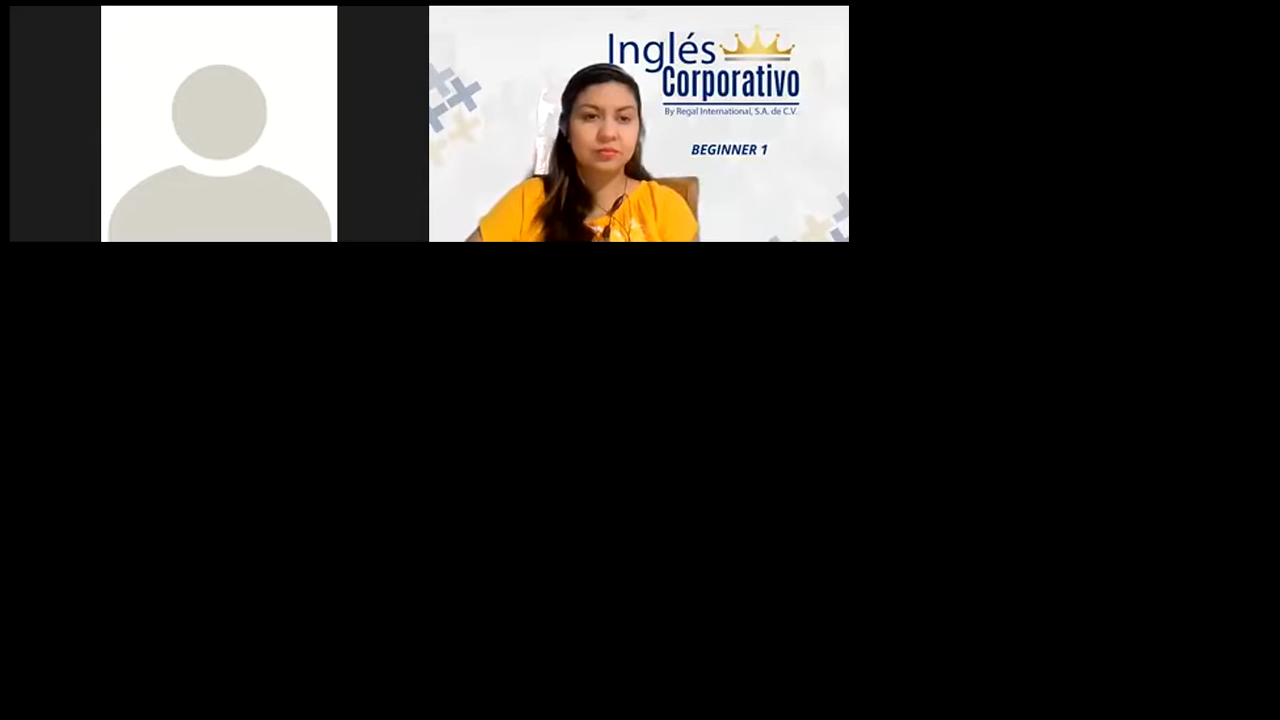 Inglés
Corporativo
By Regal International, S.A. de C.V.
BEGINNER 1